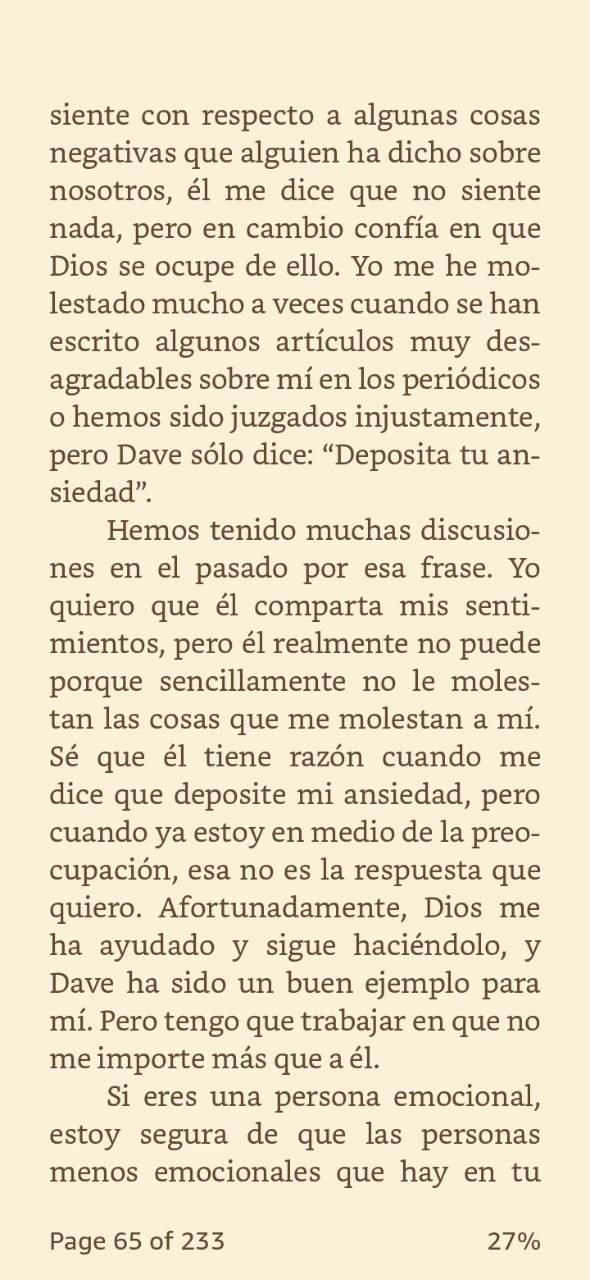 siente con respecto a algunas cosas
negativas que alguien ha dicho sobre
nosotros, él me dice que no siente
nada, pero en cambio confía en que
Dios se ocupe de ello. Yo me he mo-
lestado mucho a veces cuando se han
escrito algunos artículos muy des-
agradables sobre mí en los periódicos
o hemos sido juzgados injustamente,
pero Dave sólo dice: “Deposita tu an-
siedad”.
Hemos tenido muchas discusio-
nes en el pasado por esa frase. Yo
quiero que él comparta mis senti-
mientos, pero él realmente no puede
porque sencillamente no le moles-
tan las cosas que me molestan a mí.
Sé que él tiene razón cuando me
dice que deposite mi ansiedad, pero
cuando ya estoy en medio de la preo-
cupación, esa no es la respuesta que
quiero. Afortunadamente, Dios me
ha ayudado y sigue haciéndolo, y
Dave ha sido un buen ejemplo para
mí. Pero tengo que trabajar en que no
me importe más que a él.
Si eres una persona emocional,
estoy segura de que las personas
menos emocionales que hay en tu
Page 65 of 233 27%